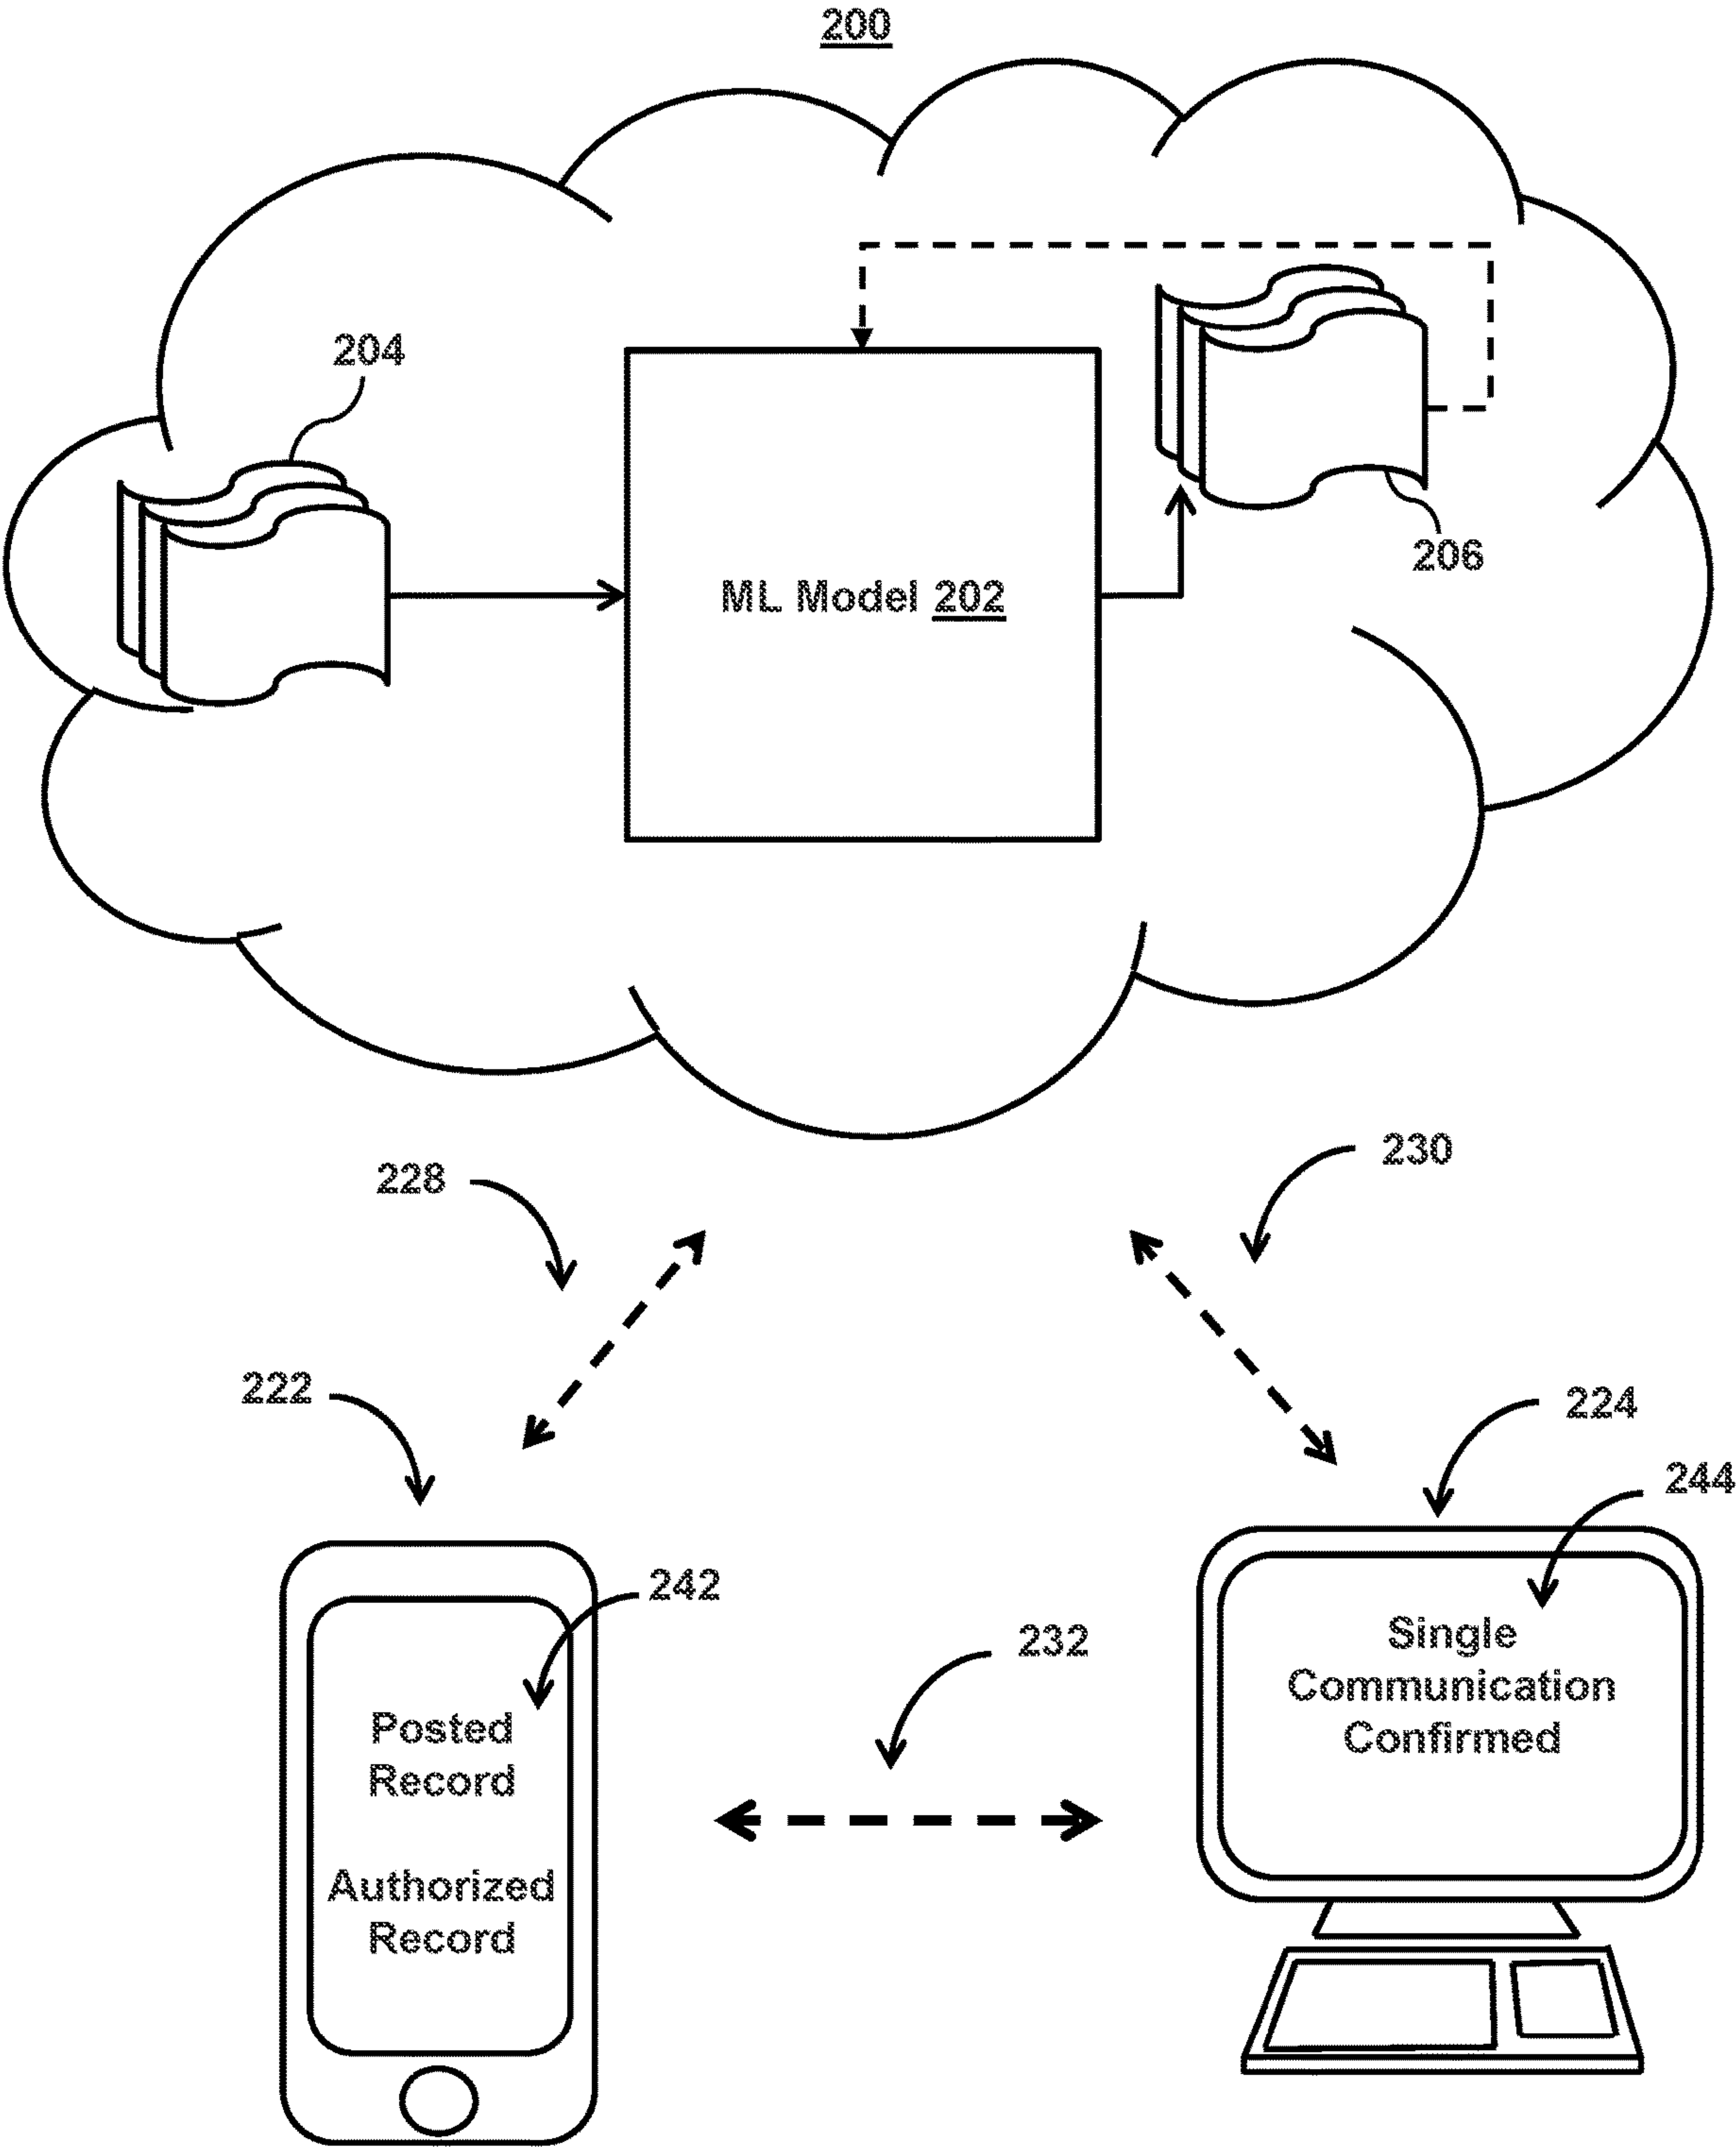 200
204
206
ML Model 202
228
230
222
224
244
242
232
Single
Communication
Confirmed
Posted
Record
Authorized
Record